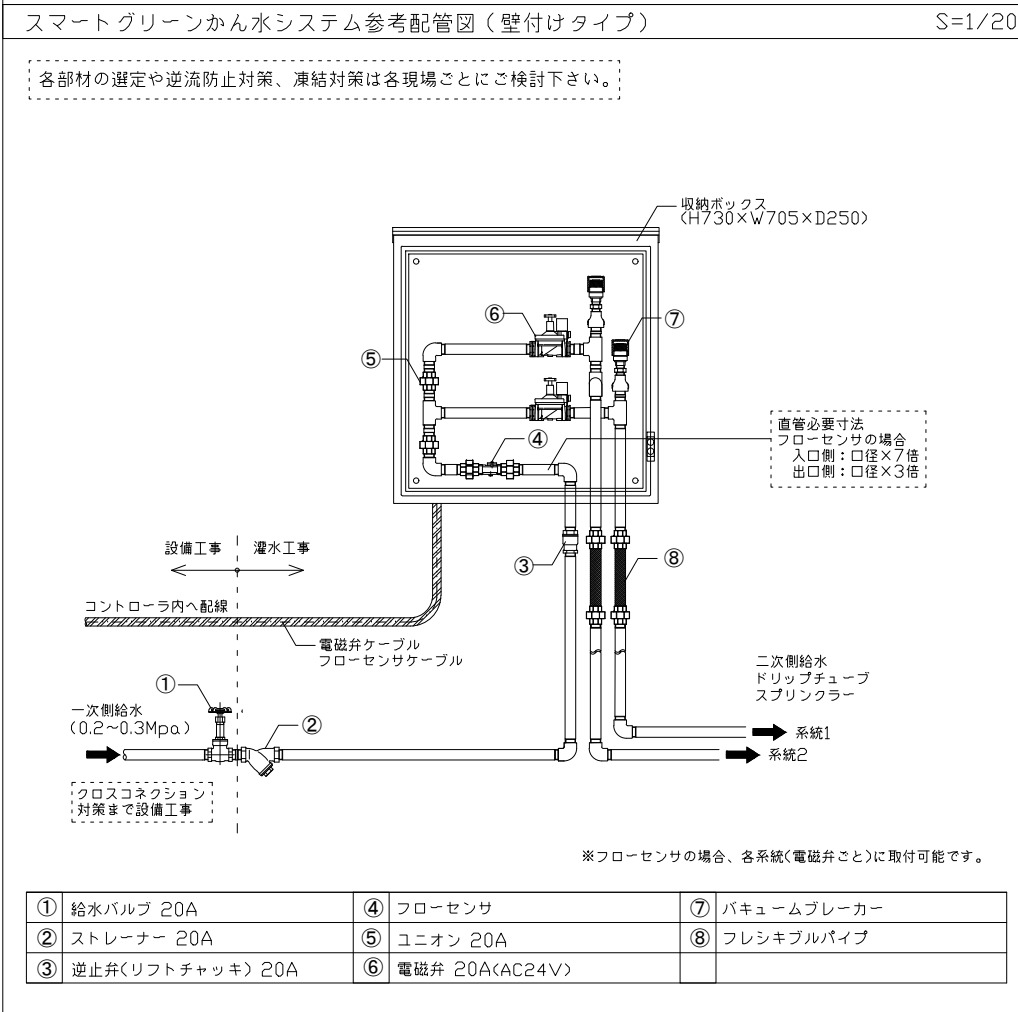 スマートグリーンかん水システム参考配管図（壁付けタイプ）
S=1/20
各部材の選定や逆流防止対策、凍結対策は各現場ごとにご検討下さい。
収納ボックス
(H730×W705×D250)
⑥
⑦
⑤
④
直管必要寸法
フローセンサの場合
入口側：口径×7倍
出口側：口径×3倍
設備工事
灌水工事
③
⑧
コントローラ内へ配線
電磁弁ケーブル
フローセンサケーブル
①
一次側給水
(0.2~0.3Mpa)
②
二次側給水
ドリップチューブ
スプリンクラー
系統1
系統2
クロスコネクション
対策まで設備工事
※フローセンサの場合、各系統(電磁弁ごと)に取付可能です。
① 給水バルブ 20A
④ フローセンサ
⑦ バキュームブレーカー
② ストレーナー 20A
⑤ ユニオン 20A
⑧ フレシキブルパイプ
③ 逆止弁(リフトチャッキ) 20A
⑥ 電磁弁 20A(AC24V)